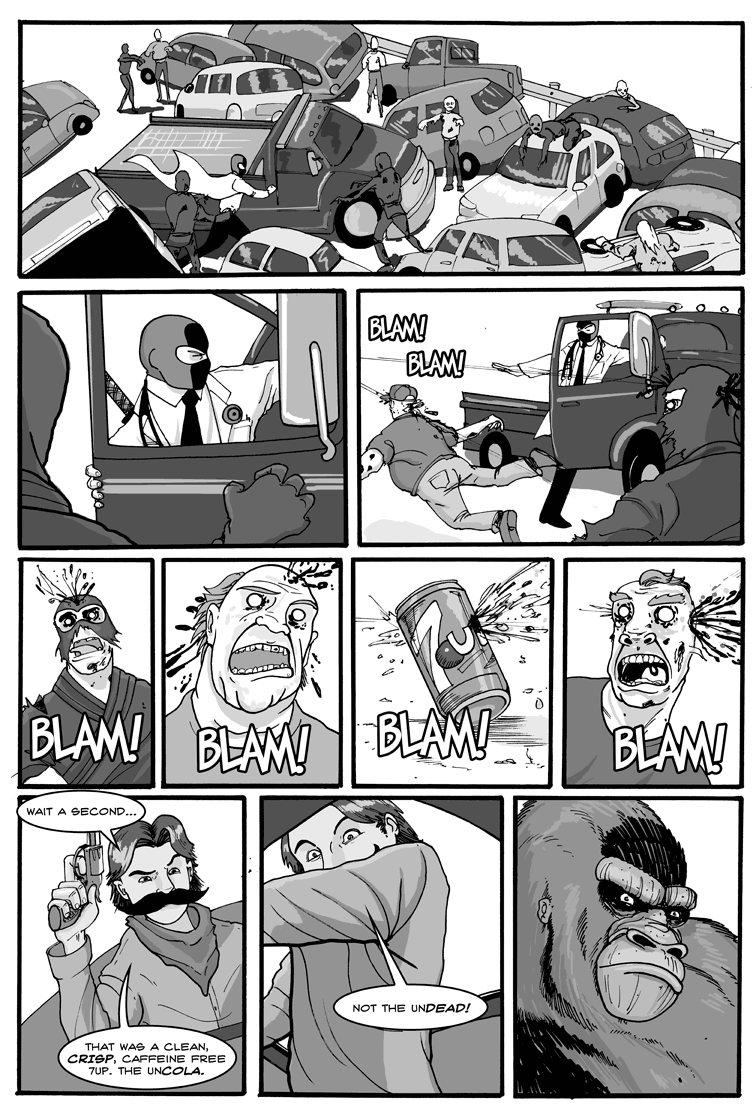 BLAM!
BLAM!
BLAM!
BLAM!
BLAM!
BLAM!
WAIT A SECOND...
THAT WAS A CLEAN,
CRISP, CAFFEINE FREE
7UP. THE UNCOLA.
NOT THE UNDEAD!